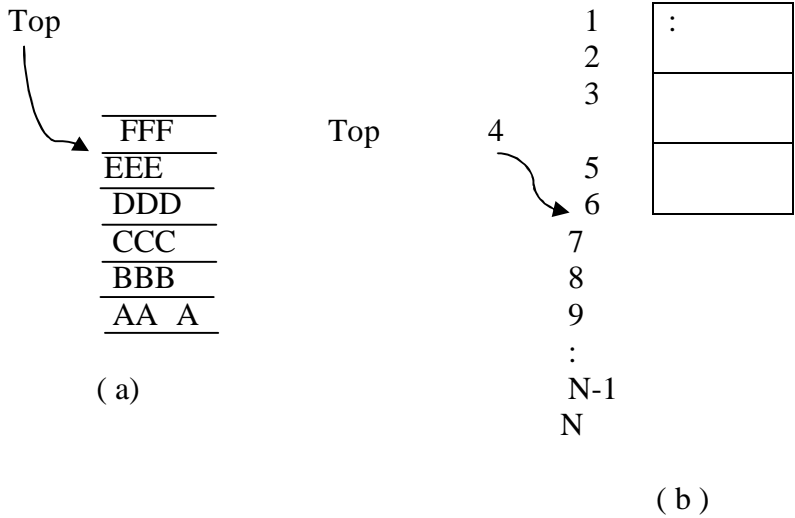 Top 1 :
2
3
FFF Top 4
EEE 5
DDD 6
CCC 7
BBB 8
AA A 9
:
( a) N-1
N
( b )